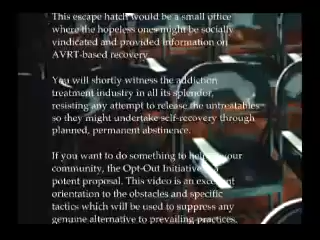 This escape hatch would be a small office
where the hopeless ones might be socially
vindicated and provided information on
AVRT-based recovery.
You will shortly witness the addiction
treatment industry in all its splendor,
resisting any attempt to release the untreatables
so they might undertake self-recovery through
planned, permanent abstinence.
If you want to do something to help your
community, the Opt-Out Initiative
potent proposal. This video is an excellent
orientation to the obstacles and specific
tactics which will be used to suppress any
genuine alternative to prevailing practices.